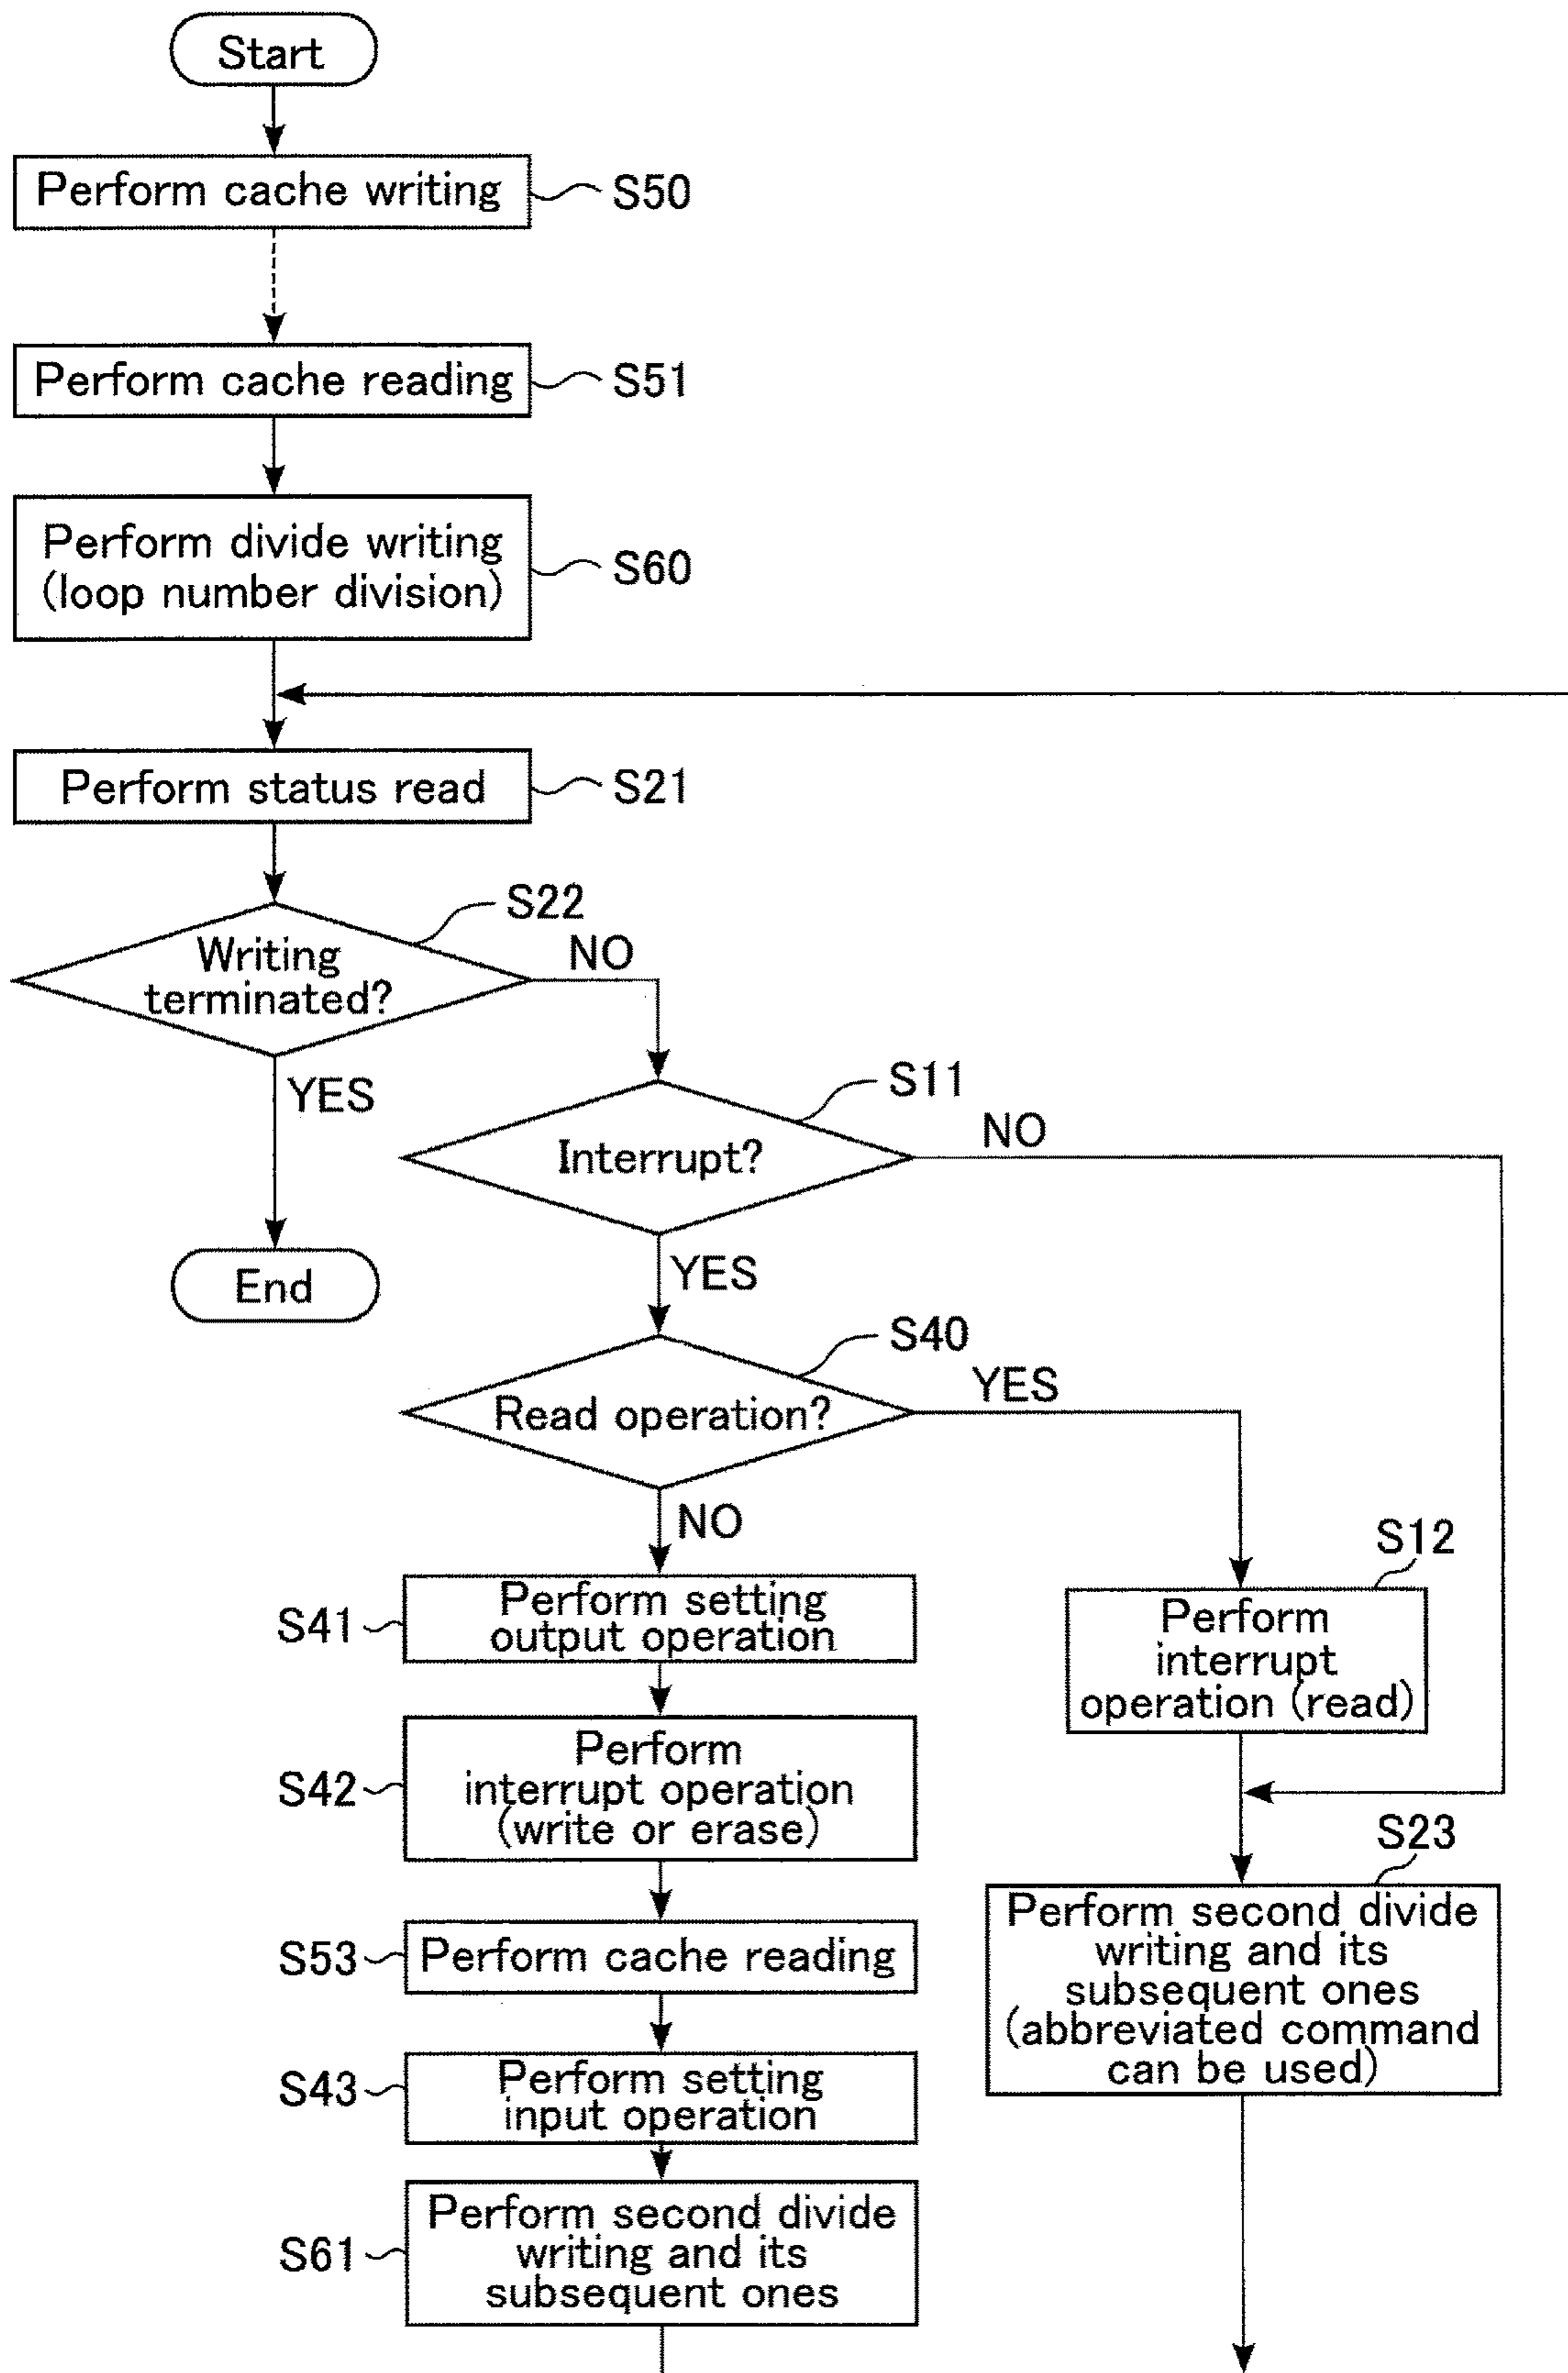 Start
Perform cache writing
S50
Perform cache reading
S51
Perform divide writing
(loop number division)
S60
Perform status read
S21
S22
Writing
terminated?
NO
YES
End
S11
Interrupt?
NO
YES
S40
Read operation?
YES
NO
S12
Perform
interrupt
operation (read)
S41
Perform setting
output operation
S42
Perform
interrupt operation
(write or erase)
S23
Perform second divide
writing and its
subsequent ones
(abbreviated command
can be used)
S53
Perform cache reading
S43
Perform setting
input operation
S61
Perform second divide
writing and its
subsequent ones